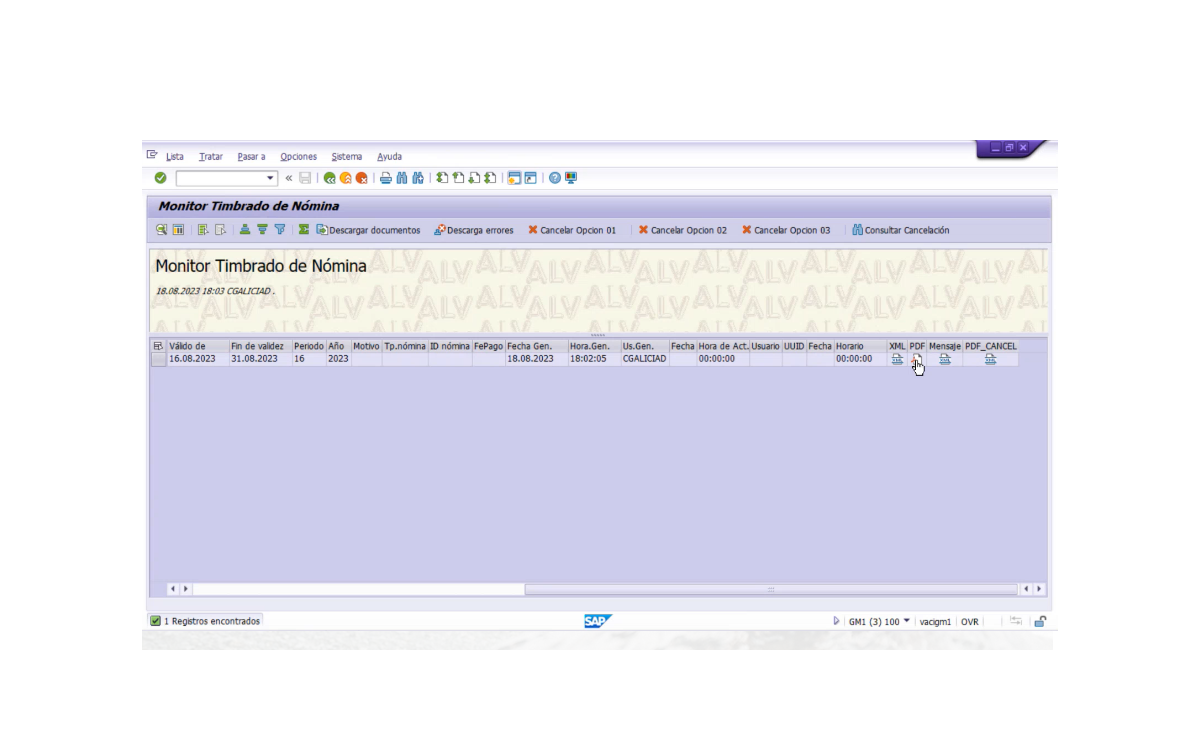 Lista Tratar Pasar a Opciones Sistema Ayuda
Monitor Timbrado de Nómina
Descargar documentos Descarga errores Cancelar Opcion 01 Cancelar Opcion 02 Cancelar Opcion 03 Consultar Cancelación
Monitor Timbrado de Nómina
18.08.2023 18:03 CGALICIAD .
Válido de Fin de validez Periodo Año Motivo Tp.nómina ID nómina FePago Fecha Gen. Hora.Gen. Us.Gen. Fecha Hora de Act. Usuario UUID Fecha Horario XML PDF Mensaje PDF_CANCEL
16.08.2023 31.08.2023 16 2023 18.08.2023 18:02:05 CGALICIAD 00:00:00 00:00:00
1 Registros encontrados SAP GM1 (3) 100 vacigm1 OVR